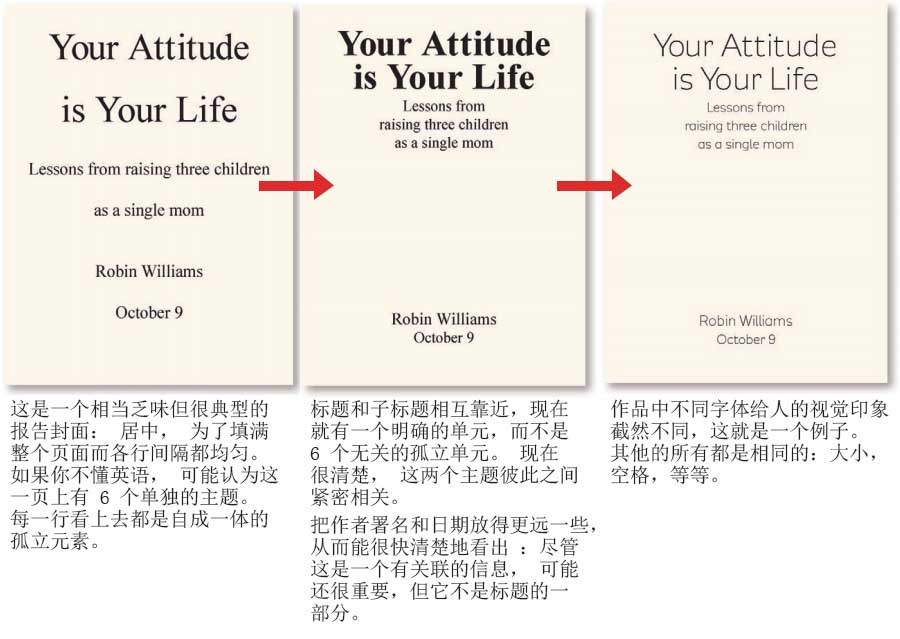 Your Attitude
is Your Life
Lessons from raising three children
as a single mom
Robin Williams
October 9
Your Attitude
is Your Life
Lessons from
raising three children
as a single mom
Robin Williams
October 9
Your Attitude
is Your Life
Lessons from
raising three children
as a single mom
Robin Williams
October 9
这是一个相当乏味但很典型的
报告封面： 居中， 为了填满
整个页面而各行间隔都均匀。
如果你不懂英语， 可能认为这
一页上有 6 个单独的主题。
每一行看上去都是自成一体的
孤立元素。
标题和子标题相互靠近，现在
就有一个明确的单元，而不是
6 个无关的孤立单元。 现在
很清楚， 这两个主题彼此之间
紧密相关。
把作者署名和日期放得更远一些，
从而能很快清楚地看出 ：尽管
这是一个有关联的信息， 可能
还很重要，但它不是标题的一
部分。
作品中不同字体给人的视觉印象
截然不同，这就是一个例子。
其他的所有都是相同的：大小，
空格，等等。